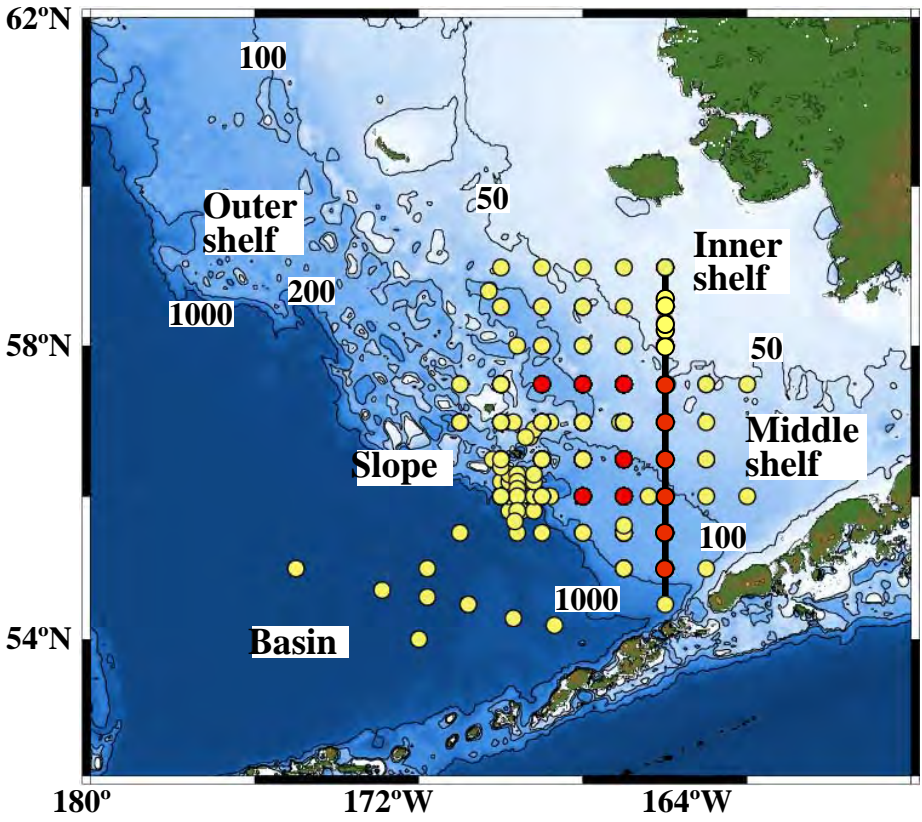 62ºN
100
50
Outer
shelf
Inner
shelf
200
1000
58ºN
50
Middle
shelf
Slope
100
1000
Basin
54ºN
180º
172ºW
164ºW